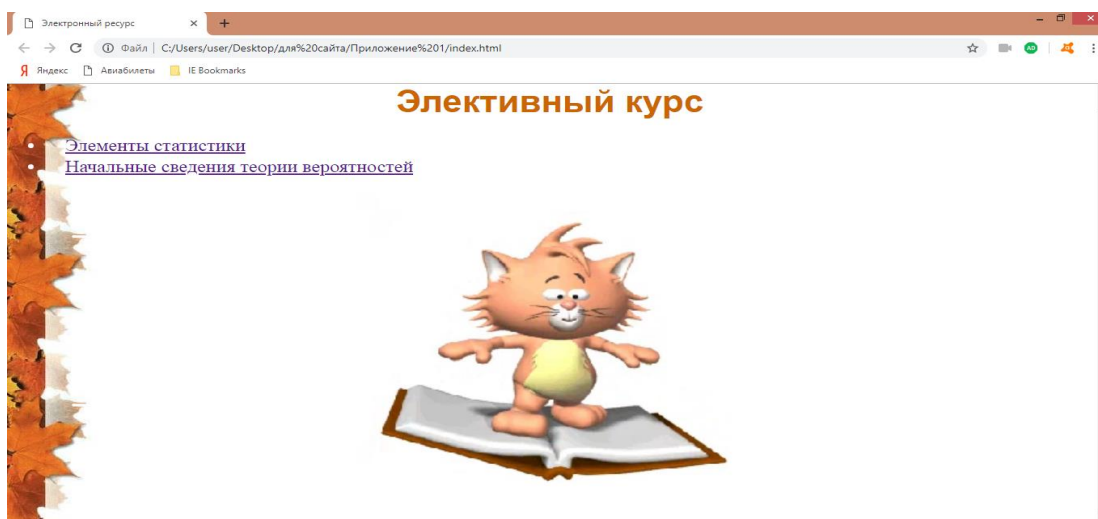 Электронный ресурс
Файл | C:/Users/user/Desktop/для%20сайта/Приложение%201/index.html
Яндекс Авиабилеты IE Bookmarks
Элективный курс
Элементы статистики
Начальные сведения теории вероятностей